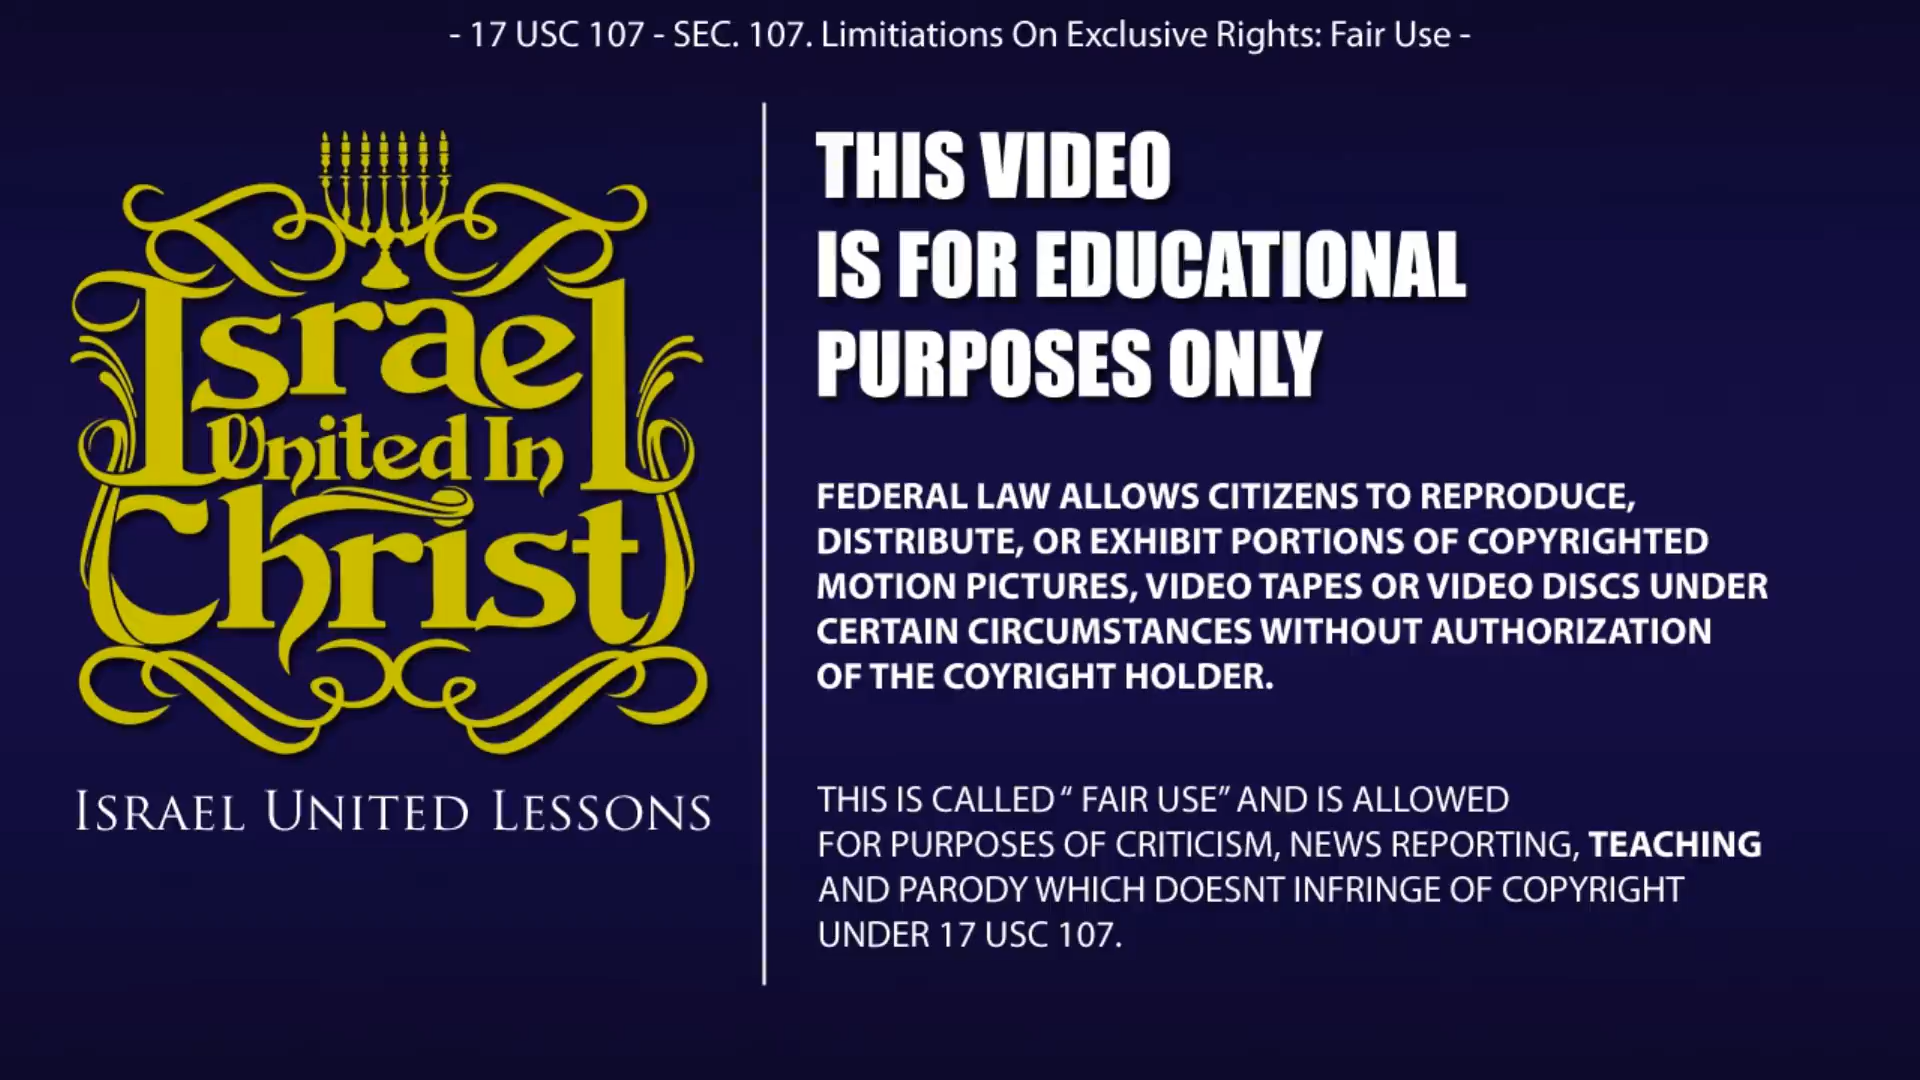 - 17 USC 107 - SEC. 107. Limitiations On Exclusive Rights: Fair Use -
Israel
United In
Christ
ISRAEL UNITED LESSONS
THIS VIDEO
IS FOR EDUCATIONAL
PURPOSES ONLY
FEDERAL LAW ALLOWS CITIZENS TO REPRODUCE,
DISTRIBUTE, OR EXHIBIT PORTIONS OF COPYRIGHTED
MOTION PICTURES, VIDEO TAPES OR VIDEO DISCS UNDER
CERTAIN CIRCUMSTANCES WITHOUT AUTHORIZATION
OF THE COYRIGHT HOLDER.
THIS IS CALLED “ FAIR USE” AND IS ALLOWED
FOR PURPOSES OF CRITICISM, NEWS REPORTING, TEACHING
AND PARODY WHICH DOESNT INFRINGE OF COPYRIGHT
UNDER 17 USC 107.